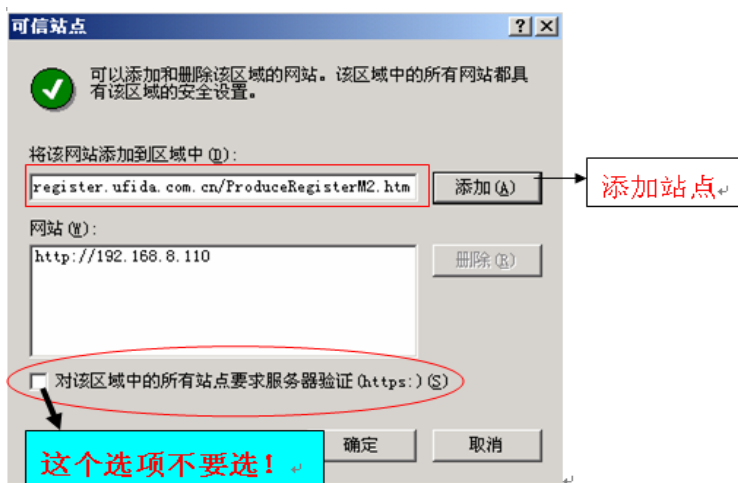 可信站点
可以添加和删除该区域的网站。该区域中的所有网站都具
有该区域的安全设置。
将该网站添加到区域中(D):
register.ufida.com.cn/ProduceRegisterM2.htm
添加(A)
添加站点
网站(W):
http://192.168.8.110
删除(R)
对该区域中的所有站点要求服务器验证(https:)(S)
这个选项不要选！
确定
取消